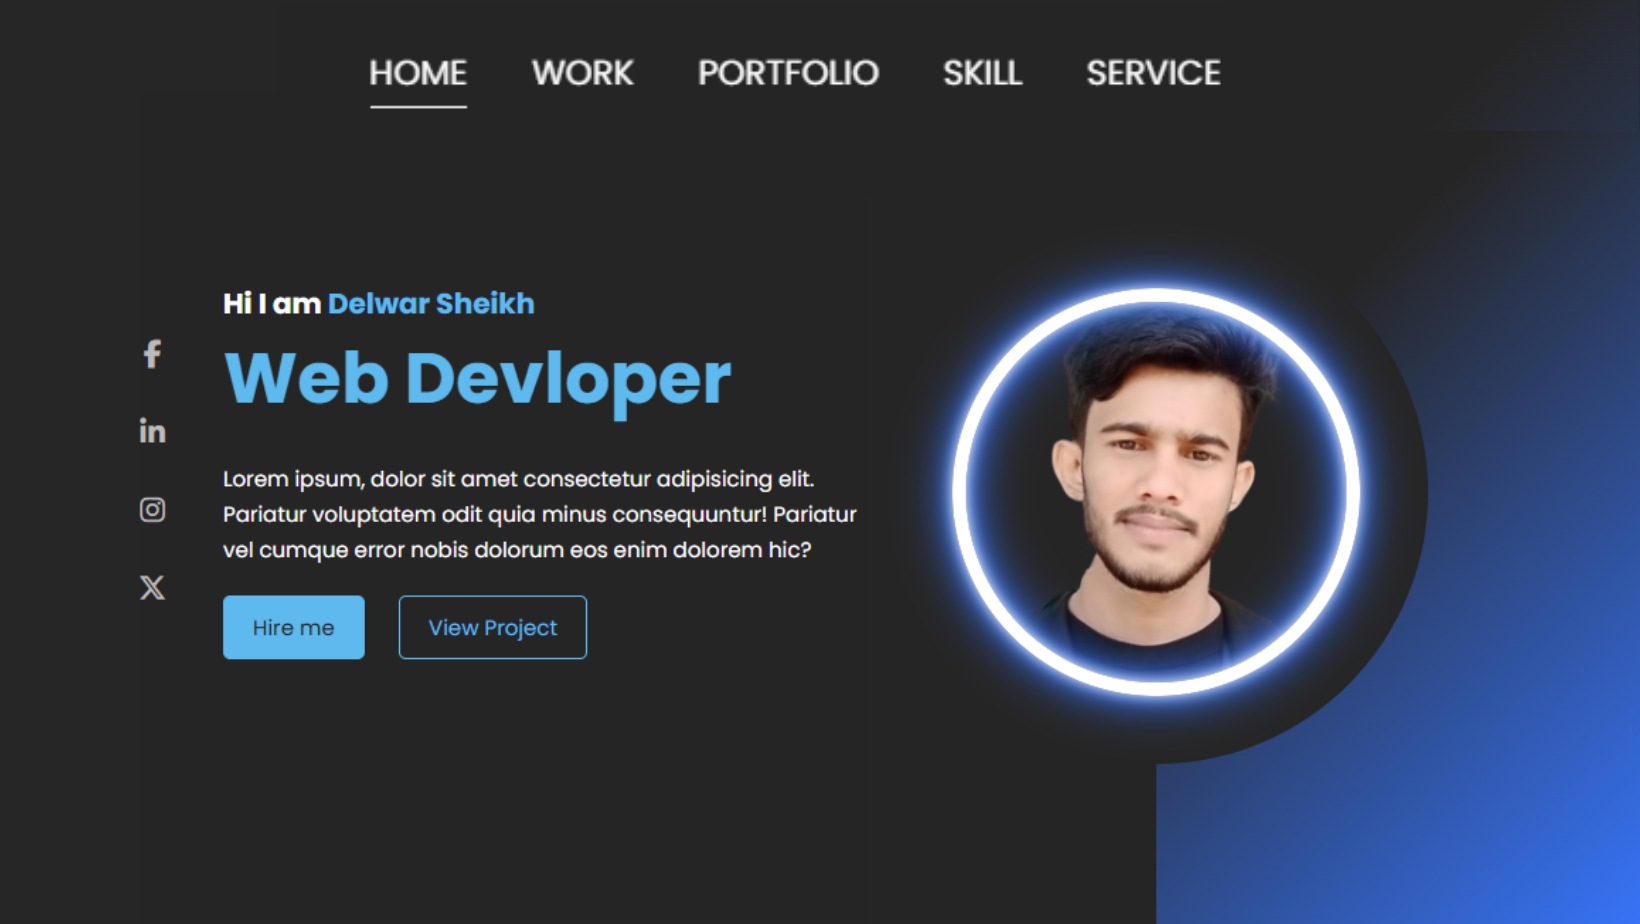 HOME WORK PORTFOLIO SKILL SERVICE
Hi I am Delwar Sheikh
Web Devloper
Lorem ipsum, dolor sit amet consectetur adipisicing elit.
Pariatur voluptatem odit quia minus consequuntur! Pariatur
vel cumque error nobis dolorum eos enim dolorem hic?
Hire me View Project